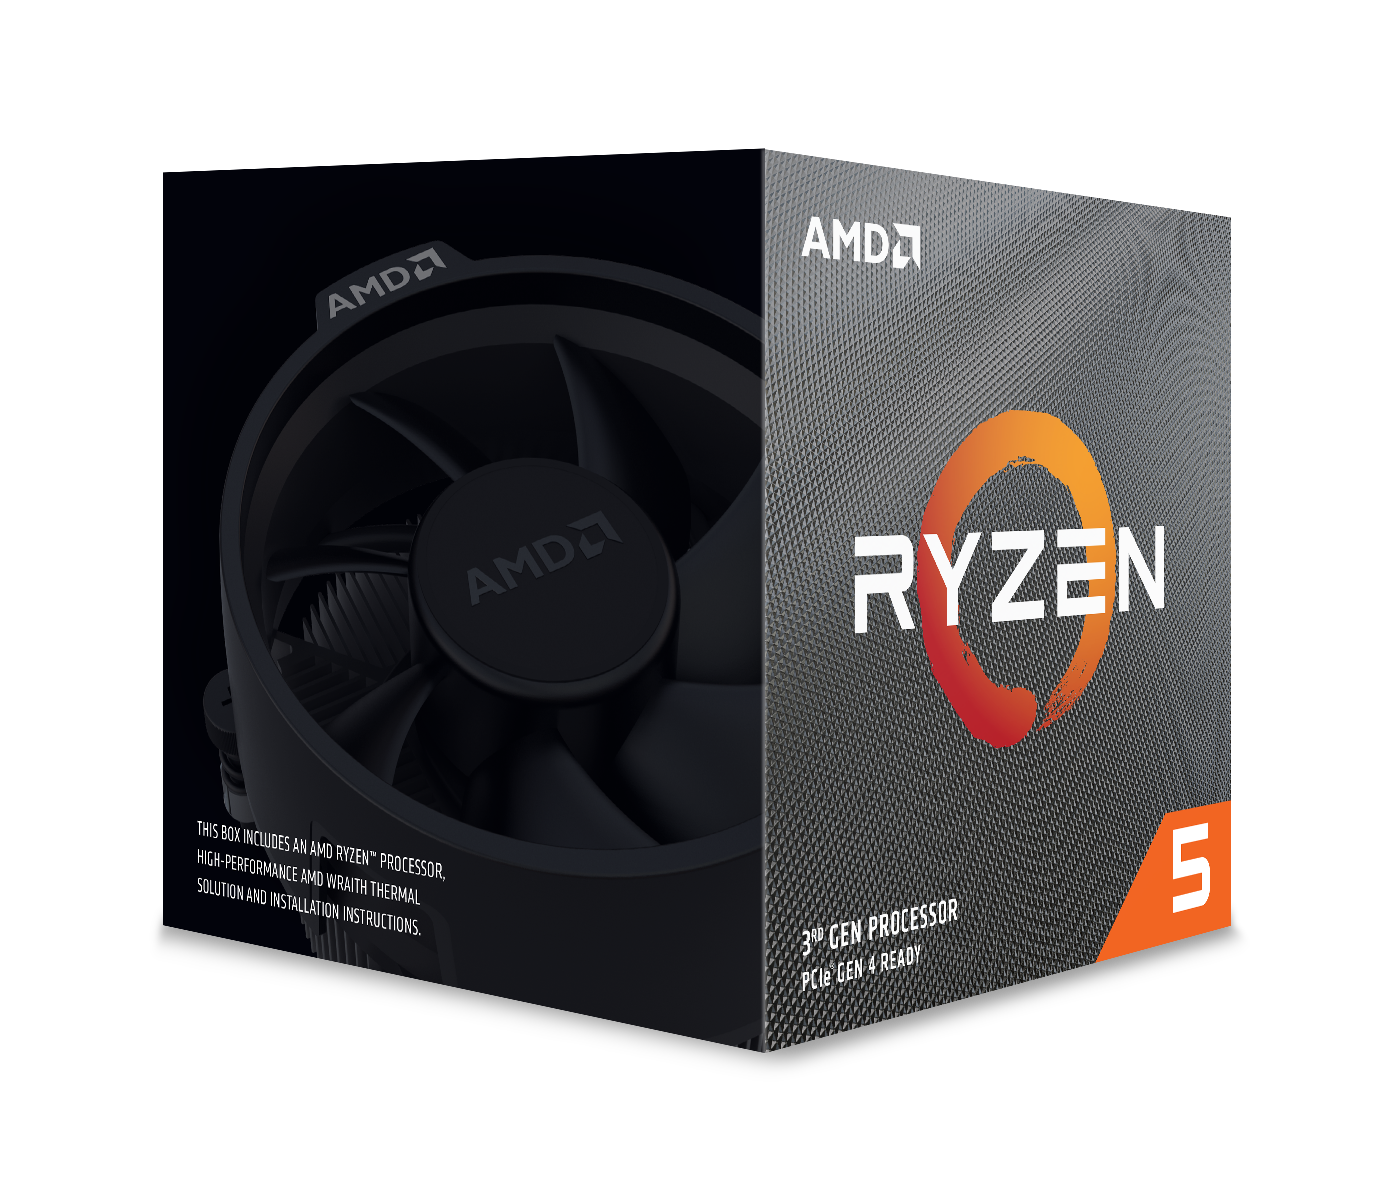 AMD
AMD
THIS BOX INCLUDES AN AMD RYZEN™ PROCESSOR,
HIGH-PERFORMANCE AMD WRAITH THERMAL
SOLUTION AND INSTALLATION INSTRUCTIONS.
AMD
RYZEN
5
3RD GEN PROCESSOR
PCIe® GEN 4 READY